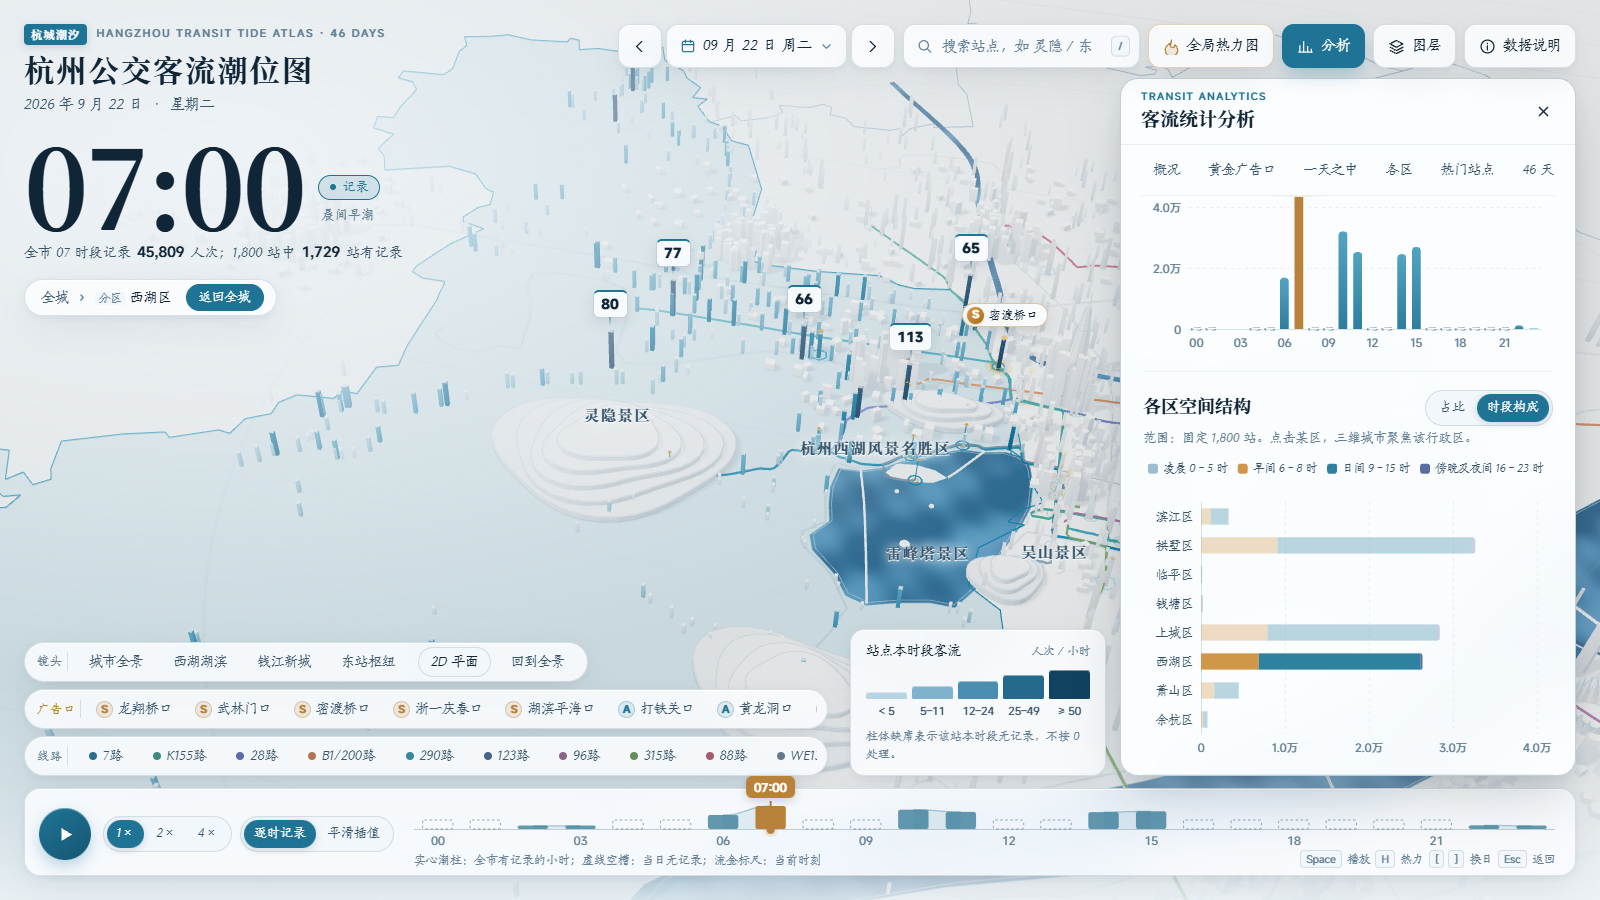 杭城潮汐 HANGZHOU TRANSIT TIDE ATLAS · 46 DAYS
杭州公交客流潮位图
2026 年 9 月 22 日 · 星期二
07:00
记录
晨间早潮
全市 07 时段记录 45,809 人次；1,800 站中 1,729 站有记录
全城 › 分区 西湖区 返回全城
09 月 22 日 周二
搜索站点，如 灵隐 / 东 /
全局热力图
分析
图层
数据说明
TRANSIT ANALYTICS
客流统计分析
概况 黄金广告口 一天之中 各区 热门站点 46 天
4.0万
2.0万
0
00 03 06 09 12 15 18 21
各区空间结构
占比 时段构成
范围：固定 1,800 站。点击某区，三维城市聚焦该行政区。
凌晨 0–5 时 早间 6–8 时 日间 9–15 时 傍晚及夜间 16–23 时
滨江区
拱墅区
临平区
钱塘区
上城区
西湖区
萧山区
余杭区
0 1.0万 2.0万 3.0万 4.0万
77
65
80
66
113
S 密渡桥口
灵隐景区
杭州西湖风景名胜区
雷峰塔景区
吴山景区
镜头 城市全景 西湖湖滨 钱江新城 东站枢纽 2D 平面 回到全景
广告口 S 龙翔桥口 S 武林门口 S 密渡桥口 S 浙一庆春口 S 湖滨平海口 A 打铁关口 A 黄龙洞口
线路 7路 K155路 28路 B1/200路 290路 123路 96路 315路 88路 WE1.
站点本时段客流 人次 / 小时
< 5 5–11 12–24 25–49 ≥ 50
柱体缺席表示该站本时段无记录，不按 0
处理。
07:00
1× 2× 4×
逐时记录 平滑插值
00 03 06 09 12 15 18 21
实心潮柱：全市有记录的小时；虚线空槽：当日无记录；流金标尺：当前时刻
Space 播放 H 热力 [ ] 换日 Esc 返回